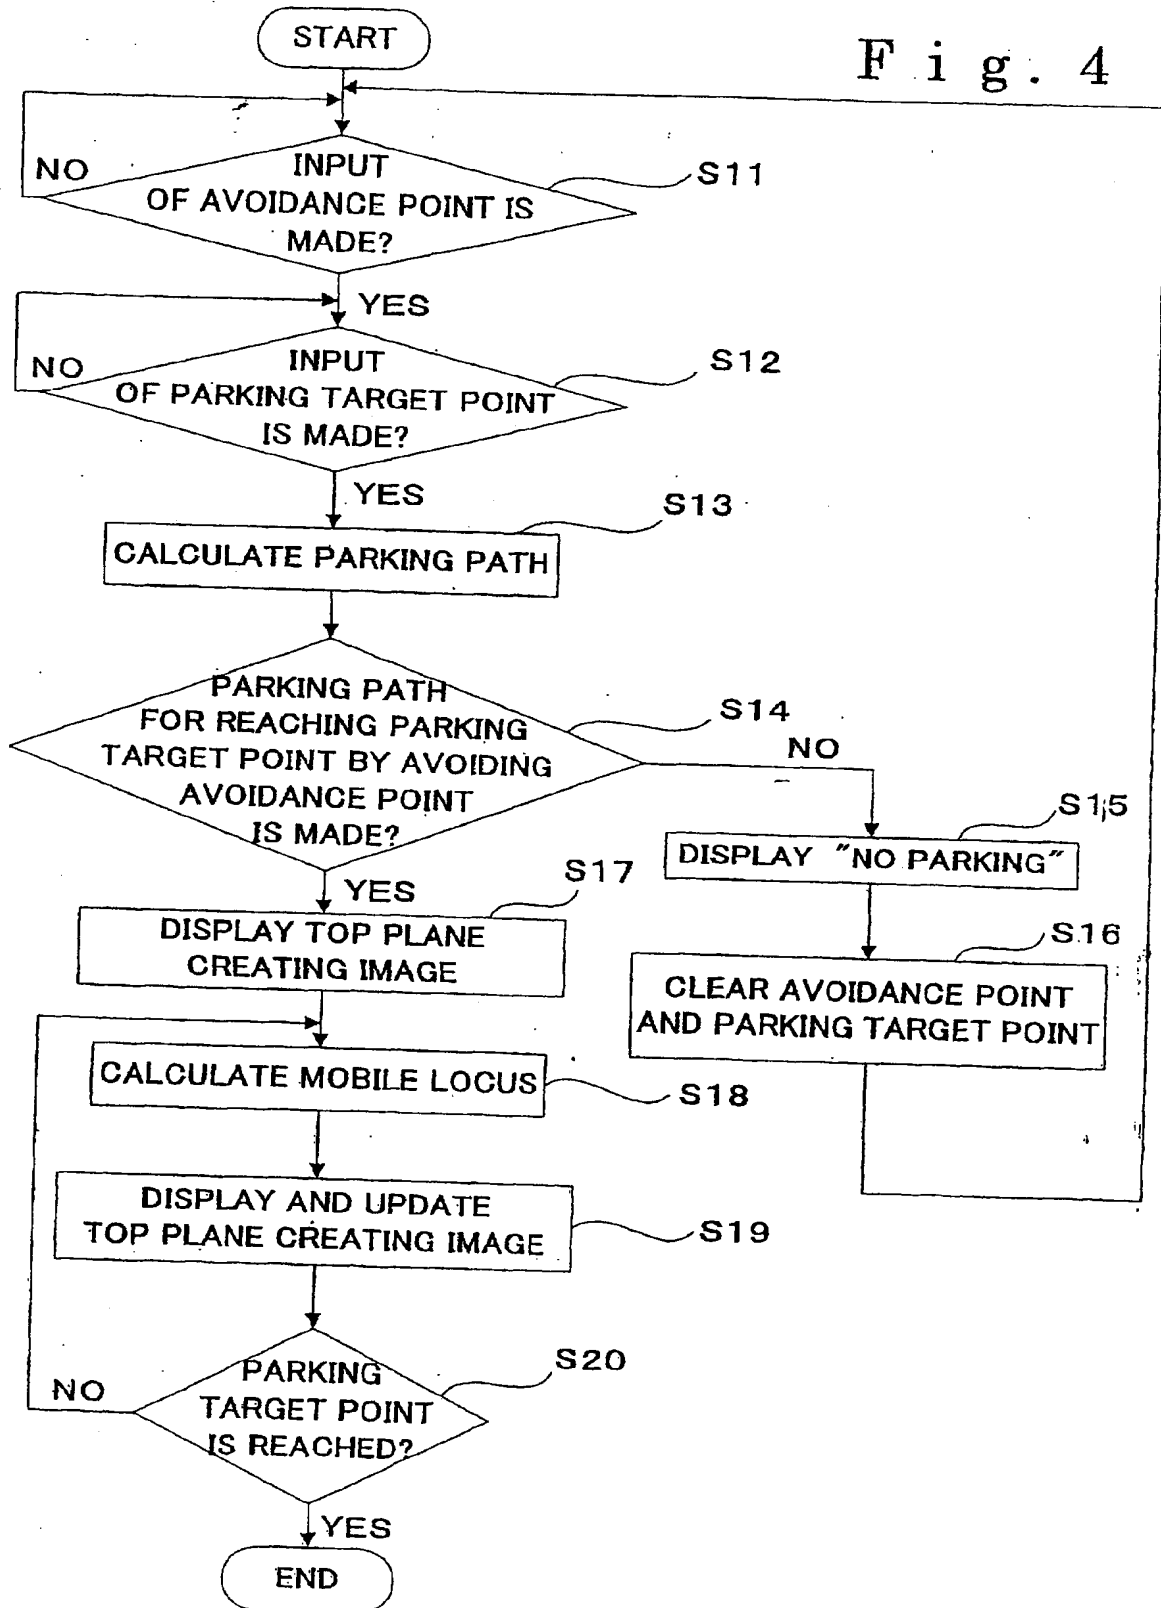 START
F i g . 4
NO
INPUT
OF AVOIDANCE POINT IS
MADE?
S11
YES
NO
INPUT
OF PARKING TARGET POINT
IS MADE?
S12
YES
S13
CALCULATE PARKING PATH
PARKING PATH
FOR REACHING PARKING
TARGET POINT BY AVOIDING
AVOIDANCE POINT
IS MADE?
S14
NO
S15
DISPLAY "NO PARKING"
YES
S17
DISPLAY TOP PLANE
CREATING IMAGE
S16
CLEAR AVOIDANCE POINT
AND PARKING TARGET POINT
CALCULATE MOBILE LOCUS
S18
DISPLAY AND UPDATE
TOP PLANE CREATING IMAGE
S19
NO
PARKING
TARGET POINT
IS REACHED?
S20
YES
END